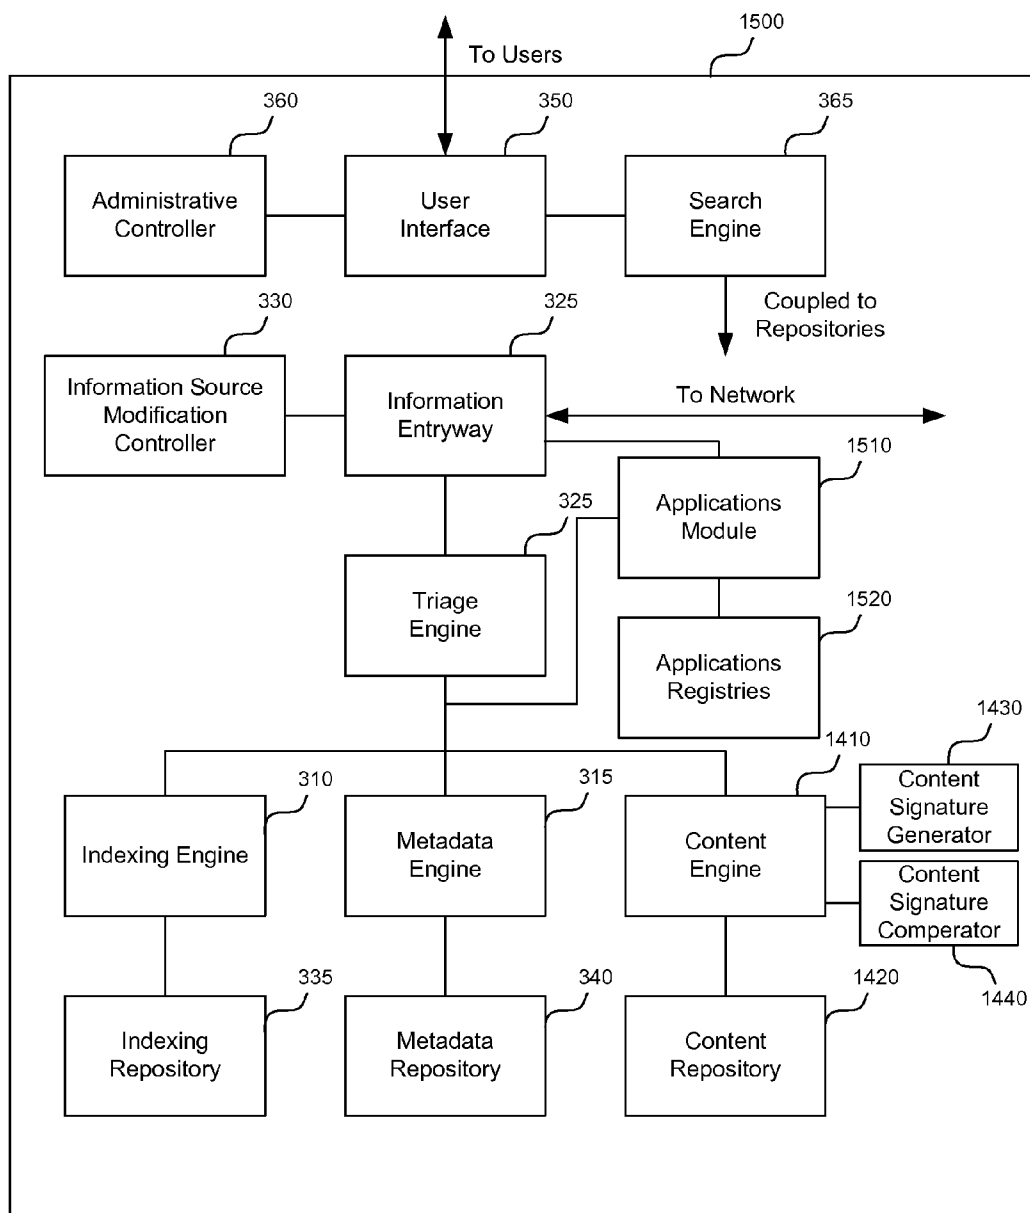 1500
To Users
360
350
365
Administrative
Controller
User
Interface
Search
Engine
330
325
Coupled to
Repositories
Information Source
Modification
Controller
Information
Entryway
To Network
1510
325
Applications
Module
Triage
Engine
1520
Applications
Registries
1430
310
315
1410
Content
Signature
Generator
Indexing Engine
Metadata
Engine
Content
Engine
Content
Signature
Comperator
335
340
1420
1440
Indexing
Repository
Metadata
Repository
Content
Repository